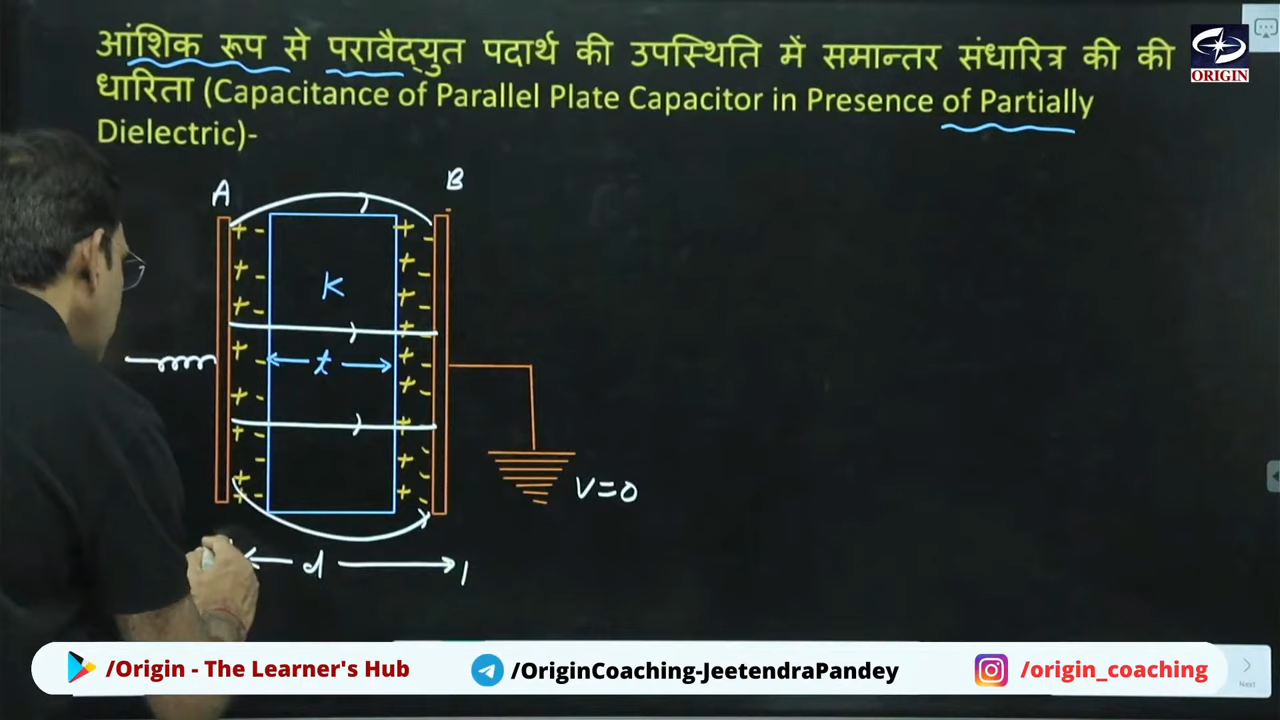 आंशिक रूप से परावैद्युत पदार्थ की उपस्थिति में समान्तर संधारित्र की की
धारिता (Capacitance of Parallel Plate Capacitor in Presence of Partially
Dielectric)-
ORIGIN
A
B
K
t
V=0
d
/Origin - The Learner's Hub
/OriginCoaching-JeetendraPandey
/origin_coaching
Next